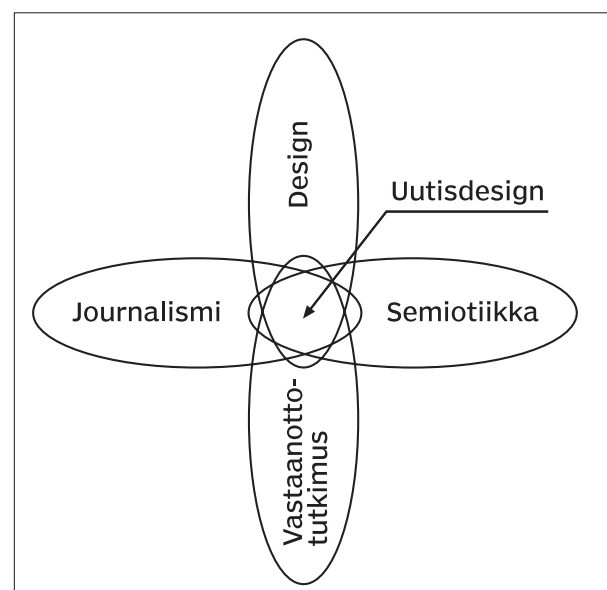 Design
Uutisdesign
Journalismi
Semiotiikka
Vastaanotto-
tutkimus